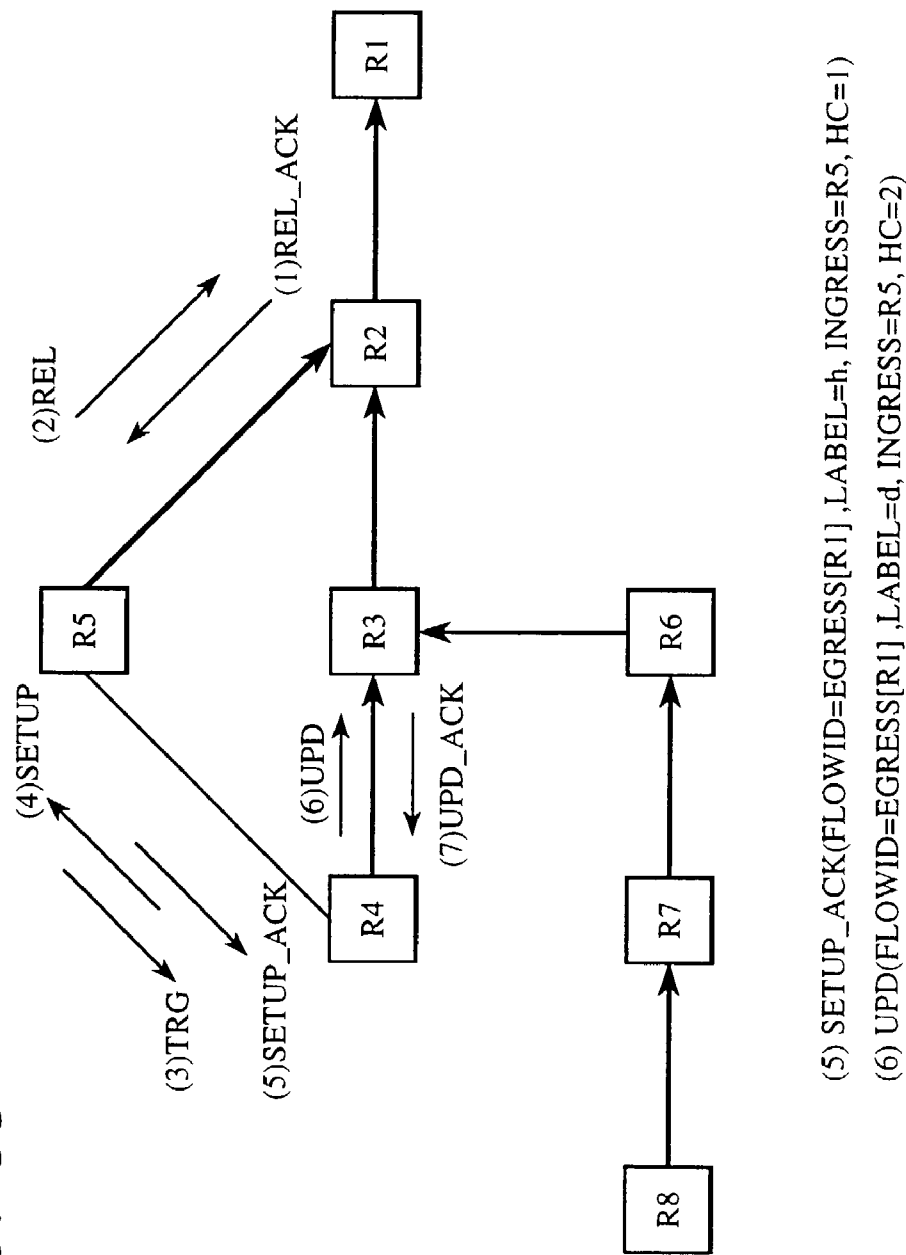 (4)SETUP
(2)REL
(3)TRG
R5
(5)SETUP_ACK
(1)REL_ACK
(6)UPD
R4
R3
R2
R1
(7)UPD_ACK
R8
R7
R6
(5) SETUP_ACK(FLOWID=EGRESS[R1] ,LABEL=h, INGRESS=R5, HC=1)
(6) UPD(FLOWID=EGRESS[R1] ,LABEL=d, INGRESS=R5, HC=2)